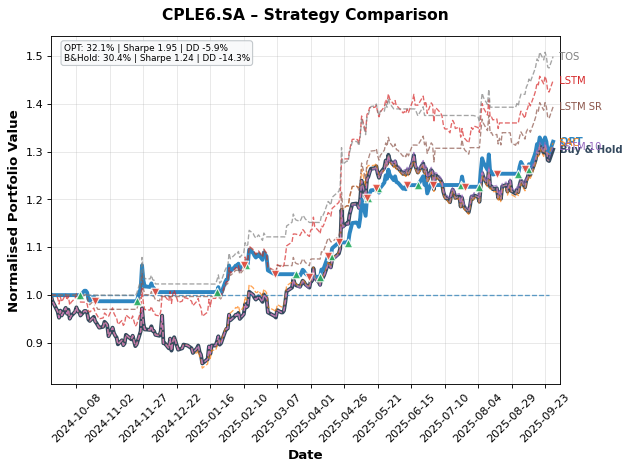 CPLE6.SA – Strategy Comparison
OPT: 32.1% | Sharpe 1.95 | DD -5.9%
B&Hold: 30.4% | Sharpe 1.24 | DD -14.3%
Normalised Portfolio Value
1.5
1.4
1.3
1.2
1.1
1.0
0.9
TOS
LSTM
LSTM SR
OPT
Buy & Hold
2024-10-08
2024-11-02
2024-11-27
2024-12-22
2025-01-16
2025-02-10
2025-03-07
2025-04-01
2025-04-26
2025-05-21
2025-06-15
2025-07-10
2025-08-04
2025-08-29
2025-09-23
Date